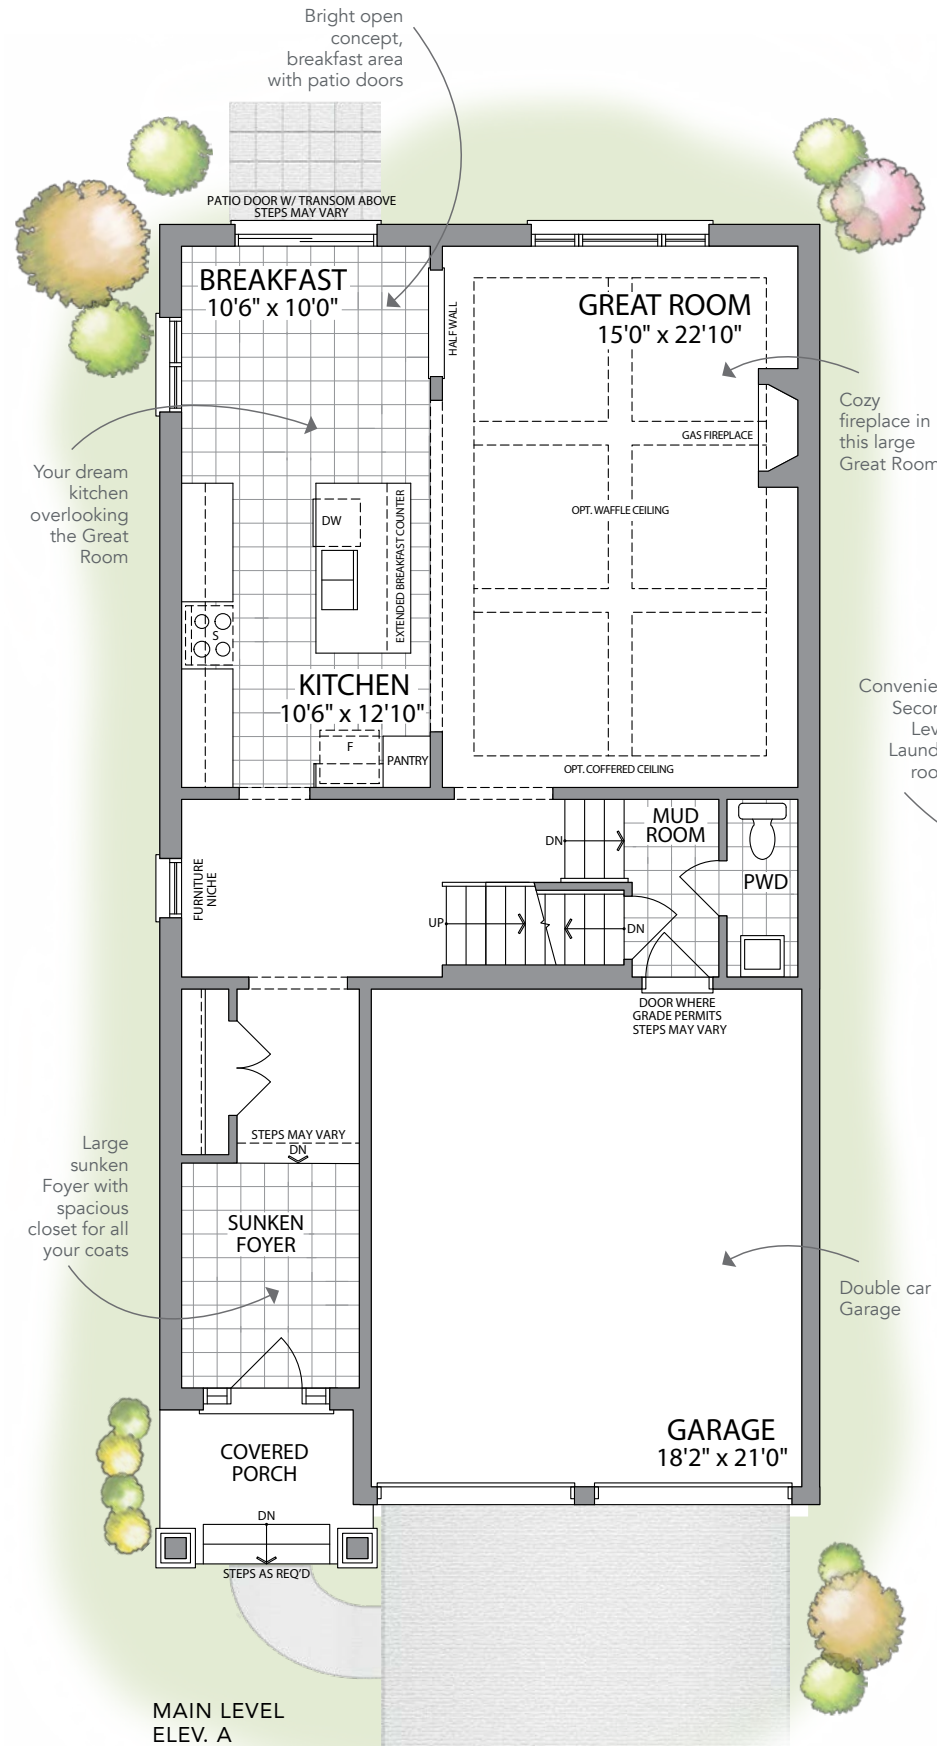 Bright open
concept,
breakfast area
with patio doors
PATIO DOOR W/ TRANSOM ABOVE
STEPS MAY VARY
BREAKFAST
10'6" x 10'0"
HALF WALL
GREAT ROOM
15'0" x 22'10"
Cozy
fireplace in
this large
Great Room
GAS FIREPLACE
Your dream
kitchen
overlooking
the Great
Room
DW
EXTENDED BREAKFAST COUNTER
OPT. WAFFLE CEILING
S
KITCHEN
10'6" x 12'10"
F
PANTRY
OPT. COFFERED CEILING
Convenie
Secon
Lev
Laund
roo
MUD
ROOM
DN
PWD
FURNITURE
NICHE
UP
DN
DOOR WHERE
GRADE PERMITS
STEPS MAY VARY
STEPS MAY VARY
DN
Large
sunken
Foyer with
spacious
closet for all
your coats
SUNKEN
FOYER
Double car
Garage
GARAGE
18'2" x 21'0"
COVERED
PORCH
DN
STEPS AS REQ'D
MAIN LEVEL
ELEV. A